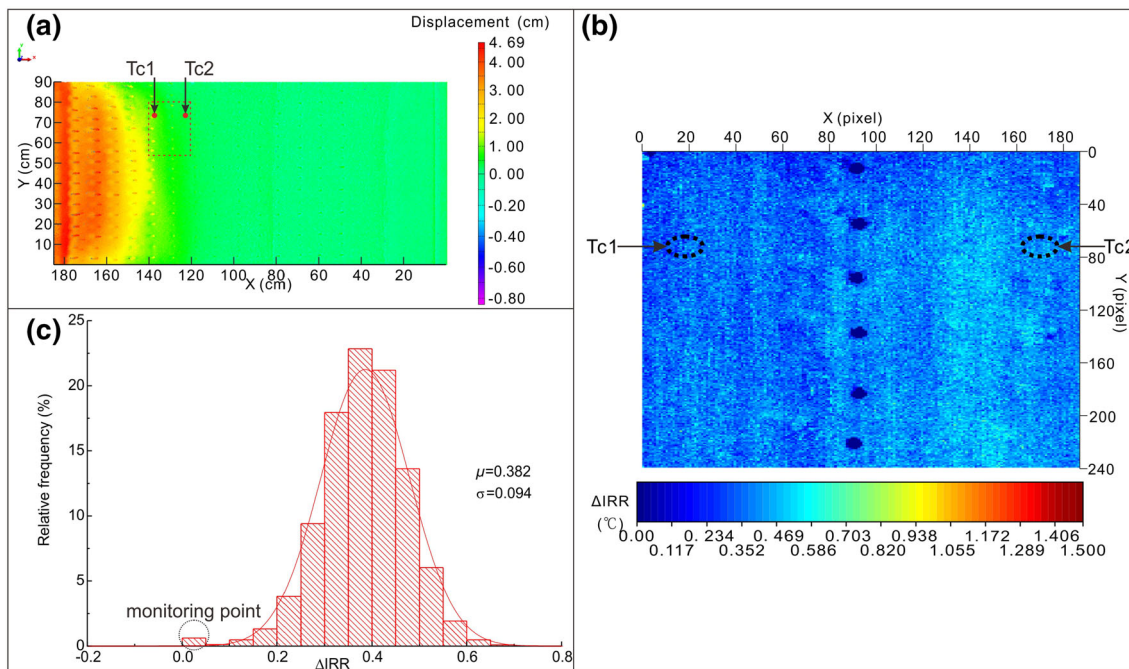 (a)
Displacement (cm)
Tc1 Tc2
4.69
4.00
3.00
2.00
1.00
-0.20
-0.40
-0.60
-0.80
90
80
70
60
50
40
30
20
10
Y (cm)
180 160 140 120 100 80 60 40 20
X (cm)
(b)
X (pixel)
0 20 40 60 80 100 120 140 160 180
0
40
80
120
160
200
240
Y (pixel)
Tc1
Tc2
ΔIRR
(℃)
0.00 0.234 0.469 0.703 0.938 1.172 1.406
0.117 0.352 0.586 0.820 1.055 1.289 1.500
(c)
25
20
15
10
5
0
Relative frequency (%)
μ=0.382
σ=0.094
monitoring point
-0.2 0.0 0.2 0.4 0.6 0.8
ΔIRR